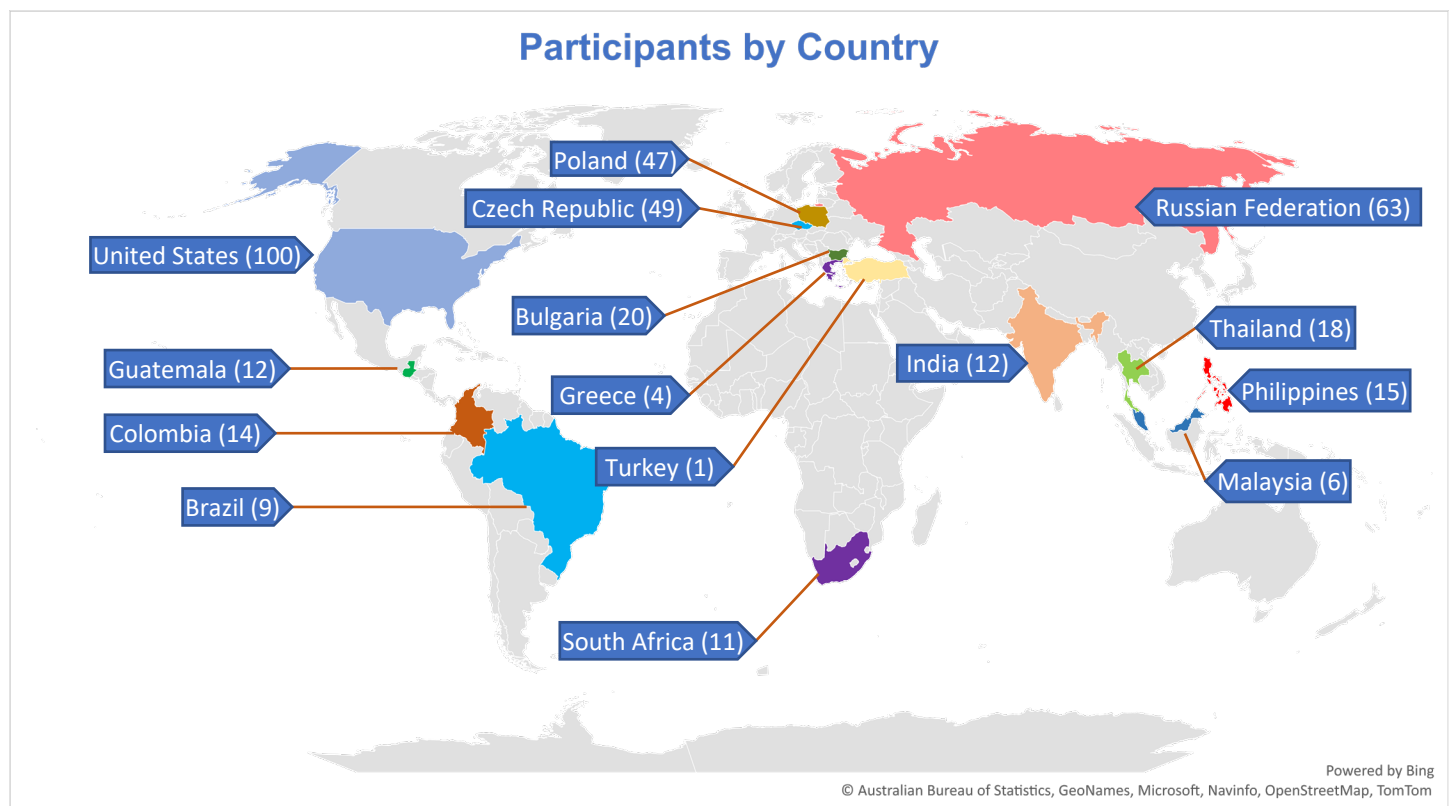 Participants by Country
Poland (47)
Czech Republic (49)
Russian Federation (63)
United States (100)
Bulgaria (20)
Thailand (18)
Guatemala (12)
India (12)
Greece (4)
Philippines (15)
Colombia (14)
Turkey (1)
Malaysia (6)
Brazil (9)
South Africa (11)
Powered by Bing
© Australian Bureau of Statistics, GeoNames, Microsoft, Navinfo, OpenStreetMap, TomTom